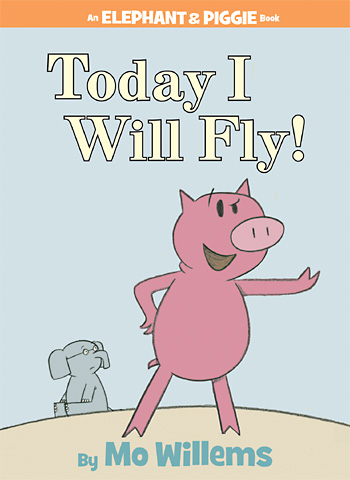 An ELEPHANT & PIGGIE Book
Today I
Will Fly!
By Mo Willems